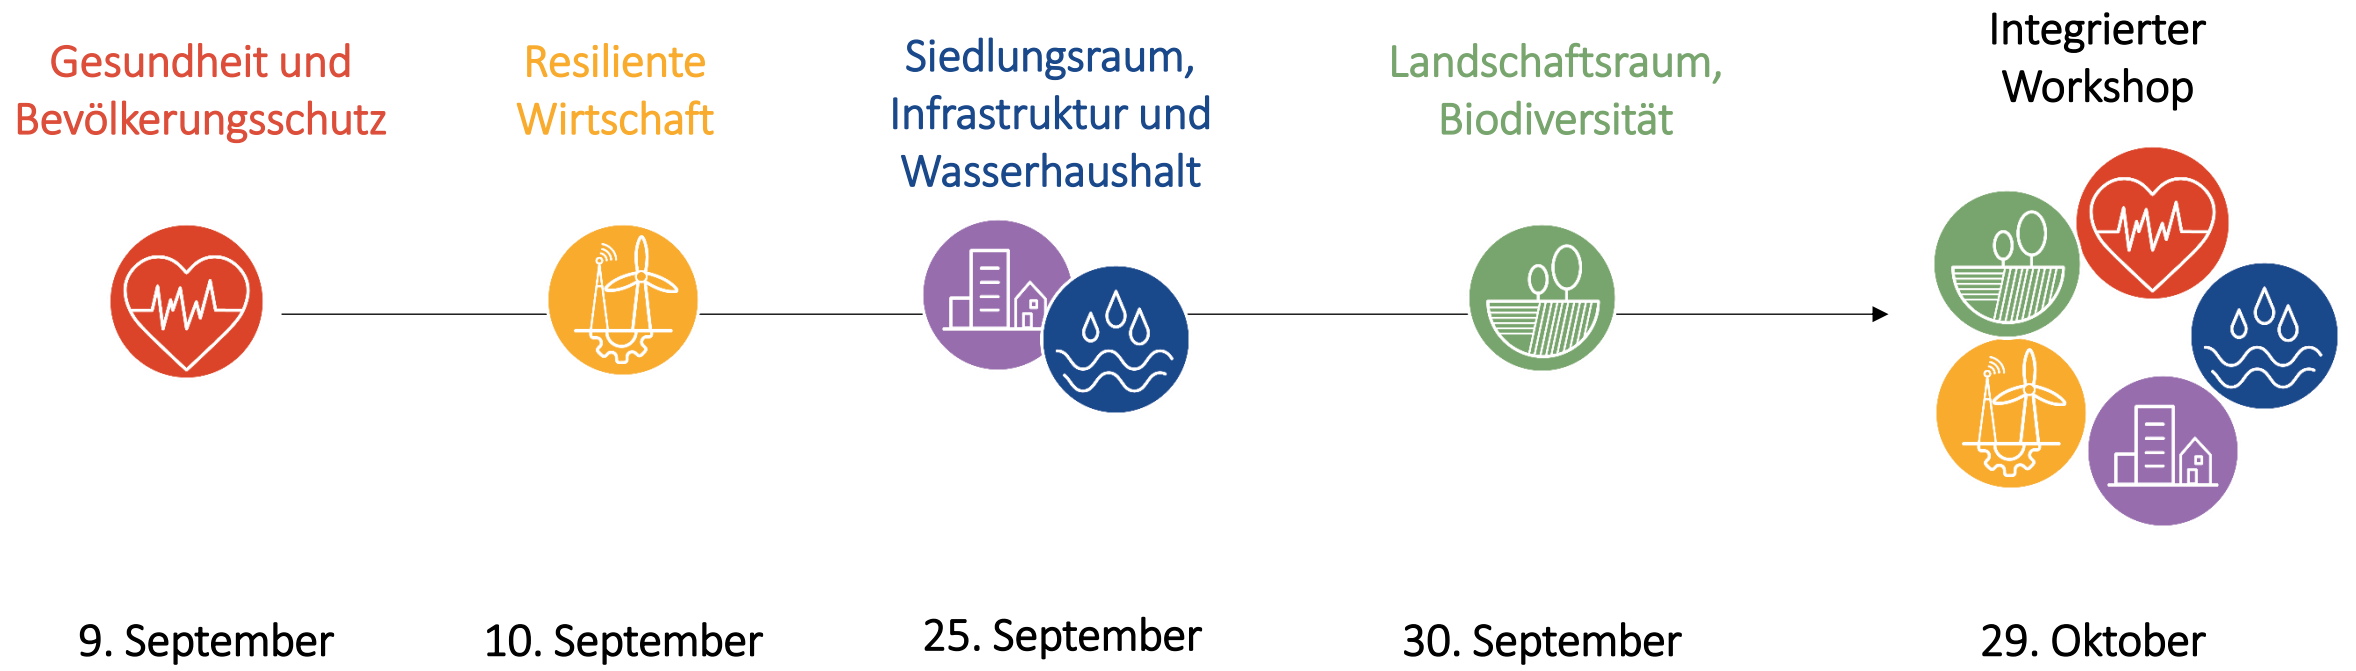 Gesundheit und
Bevölkerungsschutz
Resiliente
Wirtschaft
Siedlungsraum,
Infrastruktur und
Wasserhaushalt
Landschaftsraum,
Biodiversität
Integrierter
Workshop
9. September
10. September
25. September
30. September
29. Oktober